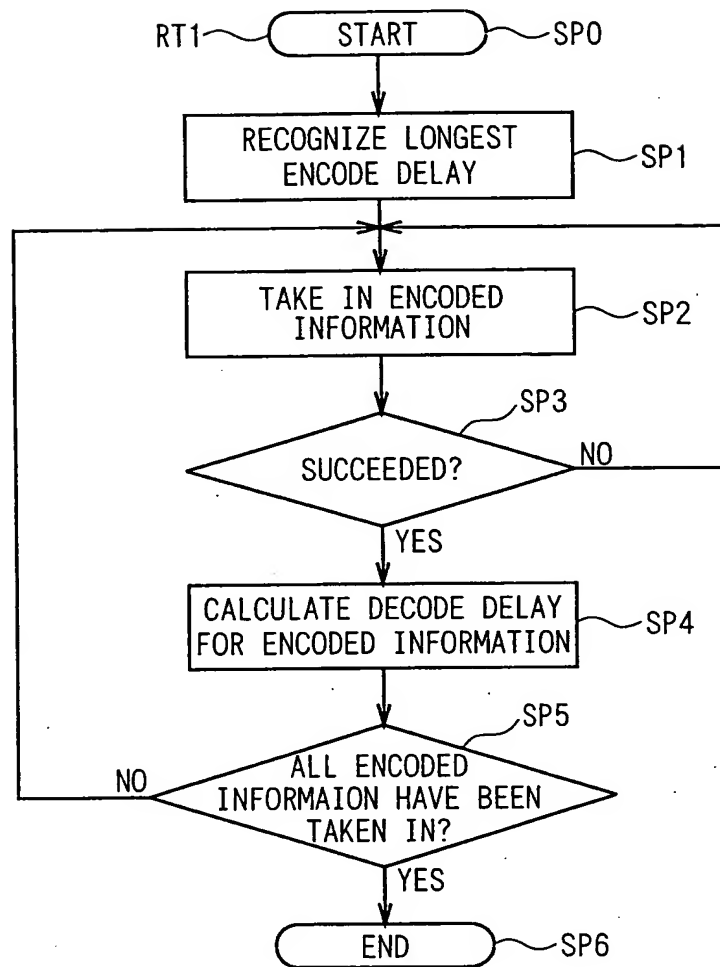 RT1
START
SP0
RECOGNIZE LONGEST
ENCODE DELAY
SP1
TAKE IN ENCODED
INFORMATION
SP2
SP3
SUCCEEDED?
NO
YES
CALCULATE DECODE DELAY
FOR ENCODED INFORMATION
SP4
SP5
NO
ALL ENCODED
INFORMAION HAVE BEEN
TAKEN IN?
YES
END
SP6